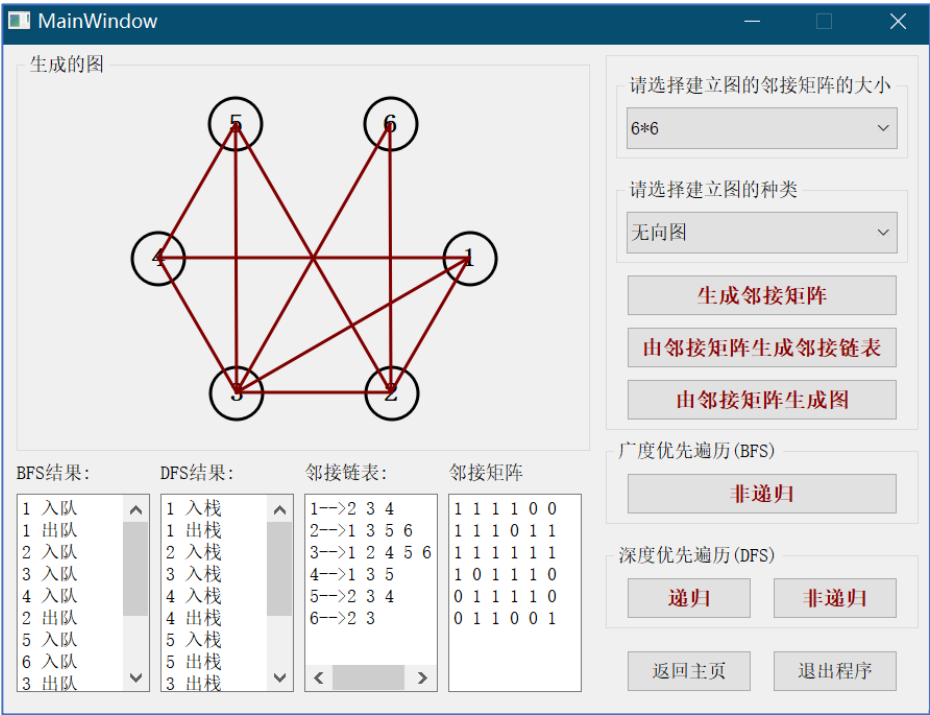 MainWindow
生成的图
5
6
4
1
3
2
请选择建立图的邻接矩阵的大小
6*6
请选择建立图的种类
无向图
生成邻接矩阵
由邻接矩阵生成邻接链表
由邻接矩阵生成图
广度优先遍历(BFS)
非递归
深度优先遍历(DFS)
递归
非递归
返回主页
退出程序
BFS结果:
1 入队
1 出队
2 入队
3 入队
4 入队
2 出队
5 入队
6 入队
3 出队
DFS结果:
1 入栈
1 出栈
2 入栈
3 入栈
4 入栈
4 出栈
5 入栈
5 出栈
3 出栈
邻接链表:
1-->2 3 4
2-->1 3 5 6
3-->1 2 4 5 6
4-->1 3 5
5-->2 3 4
6-->2 3
邻接矩阵
1 1 1 1 0 0
1 1 1 0 1 1
1 1 1 1 1 1
1 0 1 1 1 0
0 1 1 1 1 0
0 1 1 0 0 1